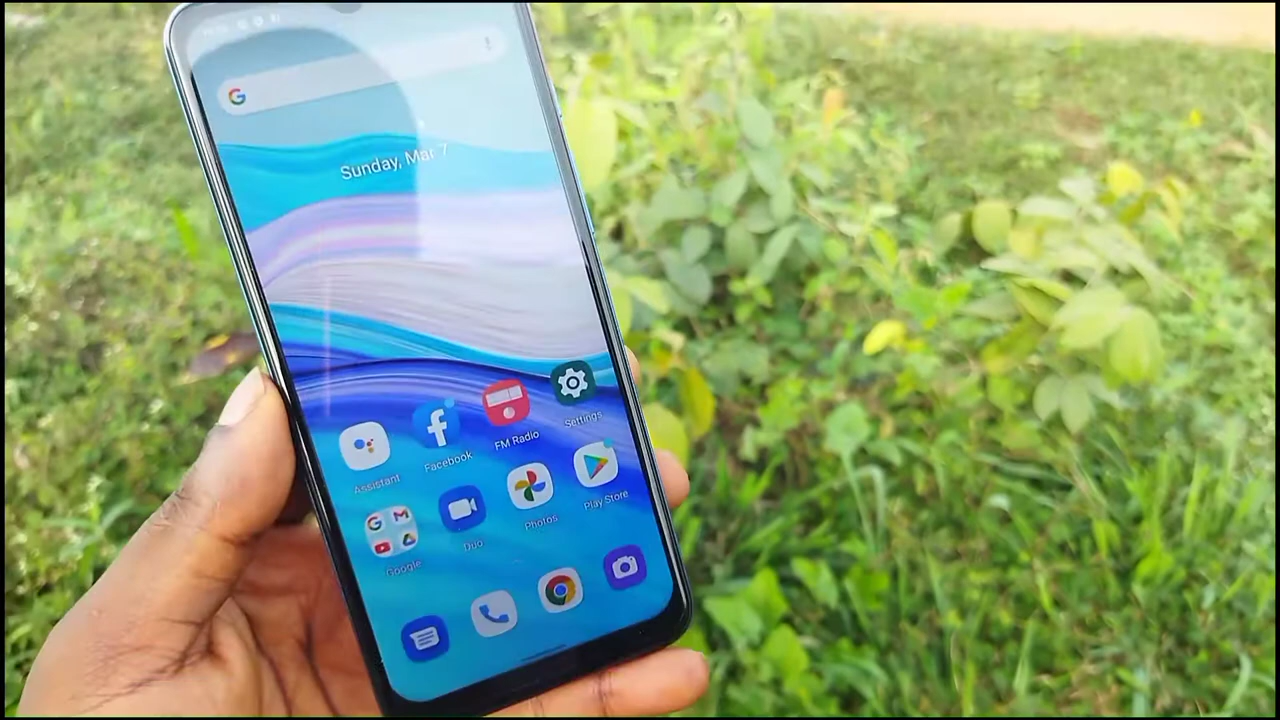 Sunday, Mar 7
Assistant
Facebook
FM Radio
Settings
Google
Duo
Photos
Play Store